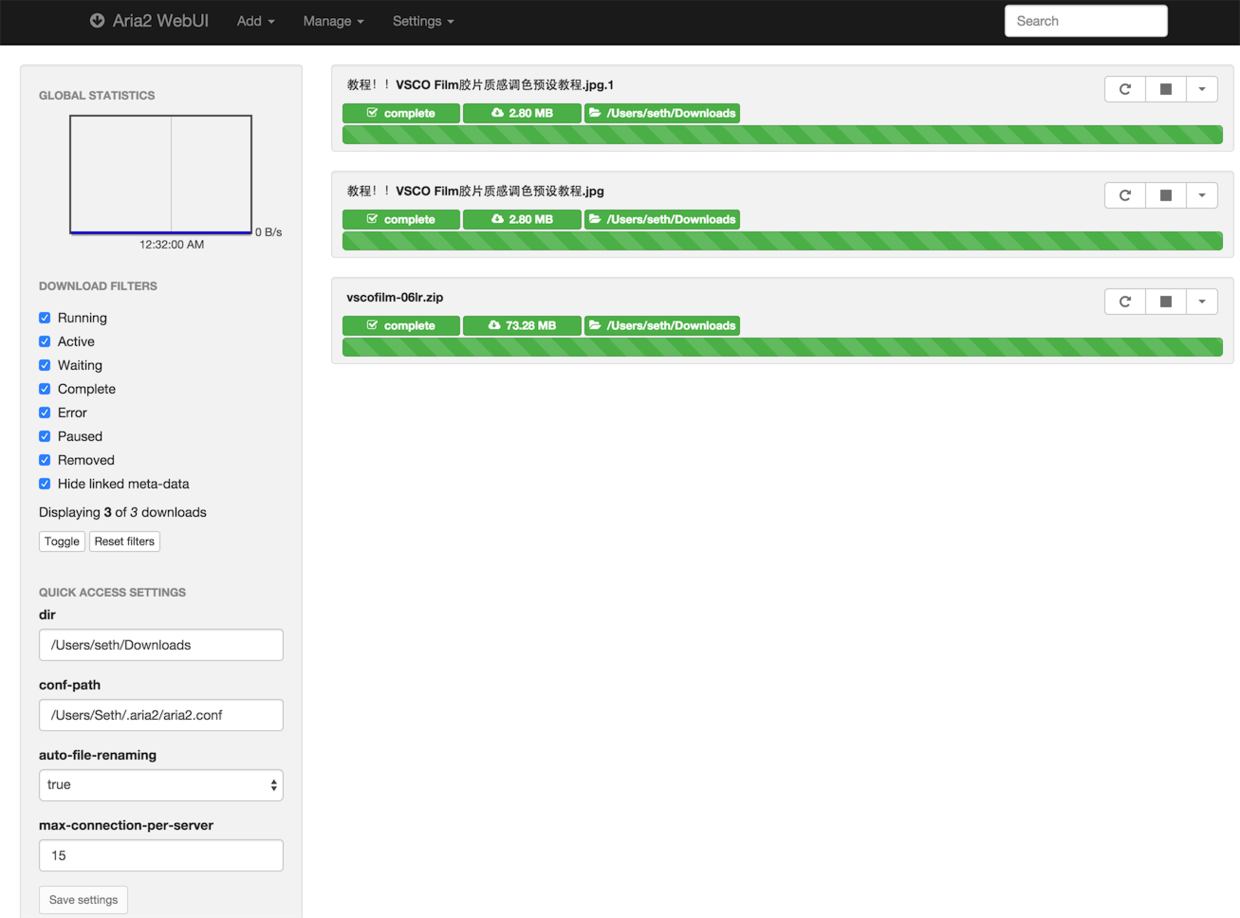 Aria2 WebUI Add Manage Settings Search
GLOBAL STATISTICS
0 B/s
12:32:00 AM
DOWNLOAD FILTERS
Running
Active
Waiting
Complete
Error
Paused
Removed
Hide linked meta-data
Displaying 3 of 3 downloads
Toggle Reset filters
QUICK ACCESS SETTINGS
dir
/Users/seth/Downloads
conf-path
/Users/Seth/.aria2/aria2.conf
auto-file-renaming
true
max-connection-per-server
15
Save settings
教程！！VSCO Film胶片质感调色预设教程.jpg.1
complete 2.80 MB /Users/seth/Downloads
教程！！VSCO Film胶片质感调色预设教程.jpg
complete 2.80 MB /Users/seth/Downloads
vscofilm-06lr.zip
complete 73.28 MB /Users/seth/Downloads